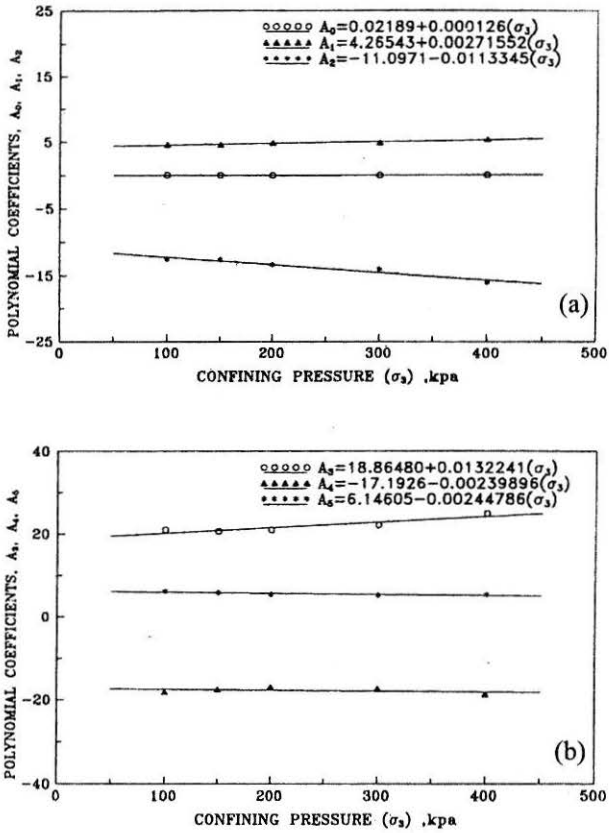 25
15
5
−5
−15
−25
POLYNOMIAL COEFFICIENTS, A₀, A₁, A₂
A₀=0.02189+0.000126(σ₃)
A₁=4.26543+0.00271552(σ₃)
A₂=−11.0971−0.0113345(σ₃)
(a)
0 100 200 300 400 500
CONFINING PRESSURE (σ₃) ,kpa
40
20
0
−20
−40
POLYNOMIAL COEFFICIENTS, A₃, A₄, A₅
A₃=18.86480+0.0132241(σ₃)
A₄=−17.1926−0.00239896(σ₃)
A₅=6.14605−0.00244786(σ₃)
(b)
0 100 200 300 400 500
CONFINING PRESSURE (σ₃) ,kpa